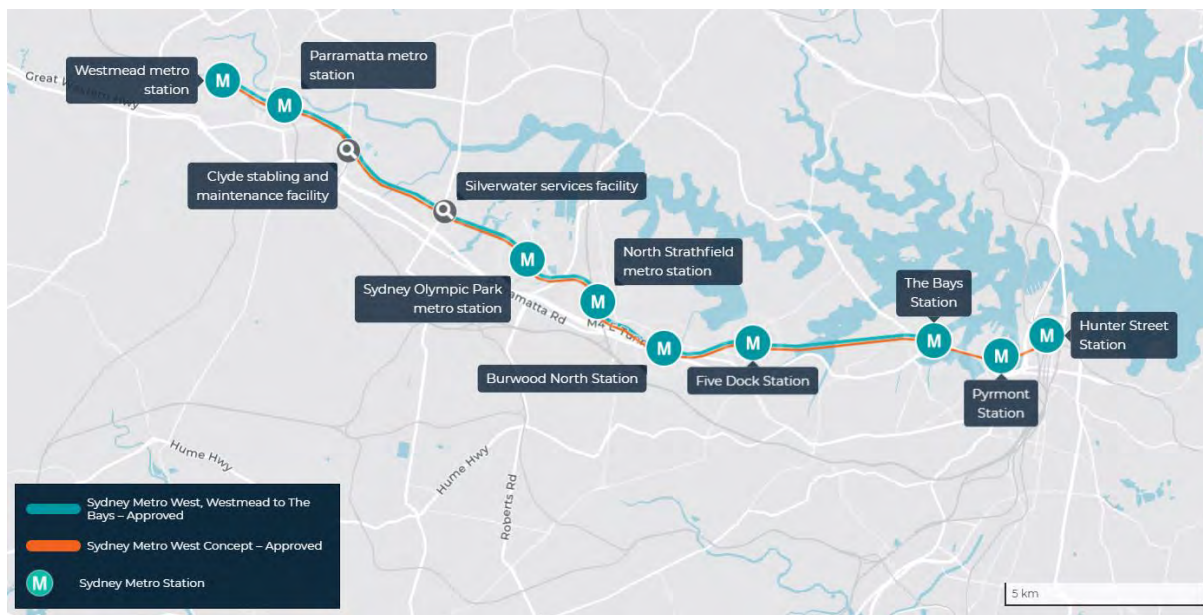 Great Western Hwy
Westmead metro
station
M
Parramatta metro
station
M
Clyde stabling and
maintenance facility
Silverwater services facility
M
Sydney Olympic Park
metro station
North Strathfield
metro station
M
amatta Rd
M4 E Tun
M
Burwood North Station
M
Five Dock Station
The Bays
Station
M
M
Pyrmont
Station
M
Hunter Street
Station
Hume Hwy
Hume Hwy
Roberts Rd
Sydney Metro West, Westmead to The
Bays – Approved
Sydney Metro West Concept – Approved
M
Sydney Metro Station
5 km